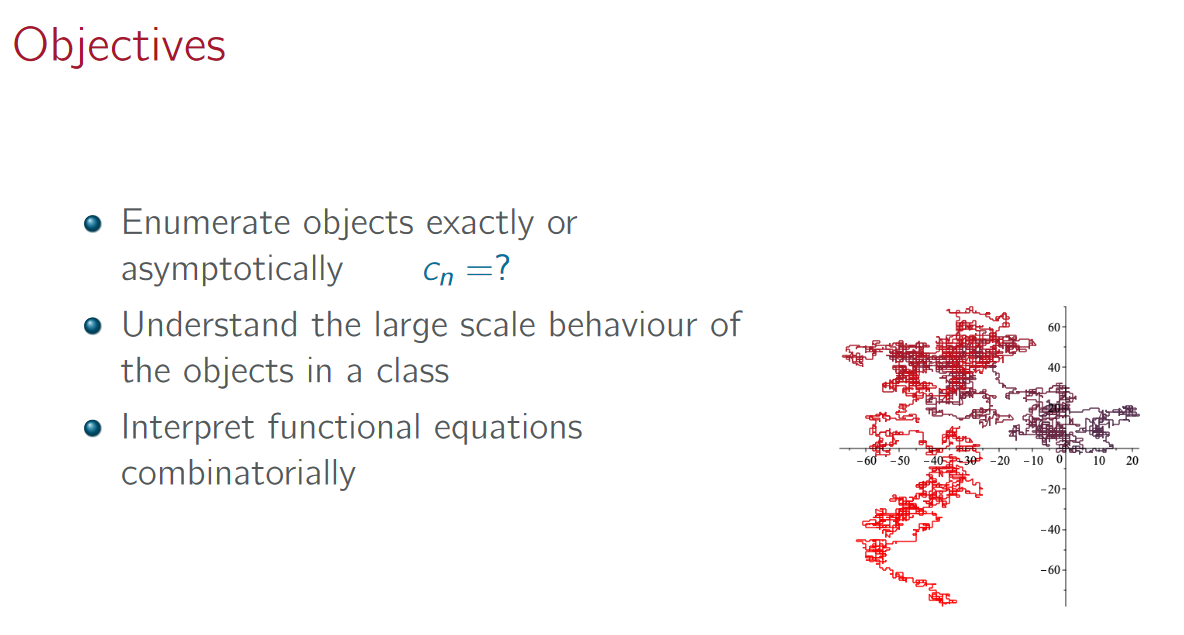 Objectives
Enumerate objects exactly or
asymptotically cₙ =?
Understand the large scale behaviour of
the objects in a class
Interpret functional equations
combinatorially
60
40
20
−60 −50 −40 −30 −20 −10 0 10 20
−20
−40
−60